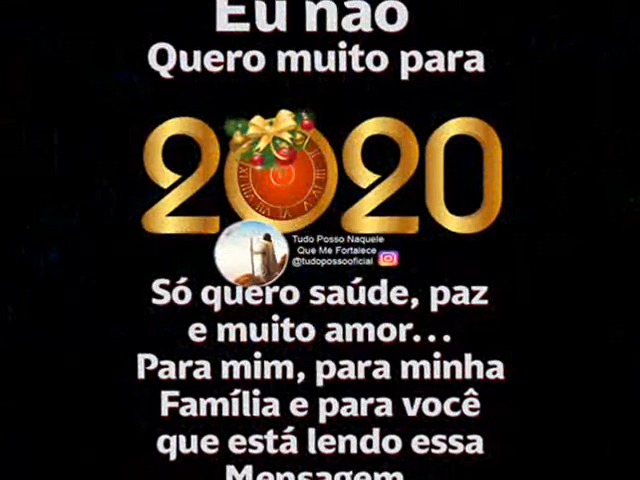 Eu não
Quero muito para
2020
Tudo Posso Naquele
Que Me Fortalece
@tudopossooficial
Só quero saúde, paz
e muito amor...
Para mim, para minha
Família e para você
que está lendo essa
Mensagem